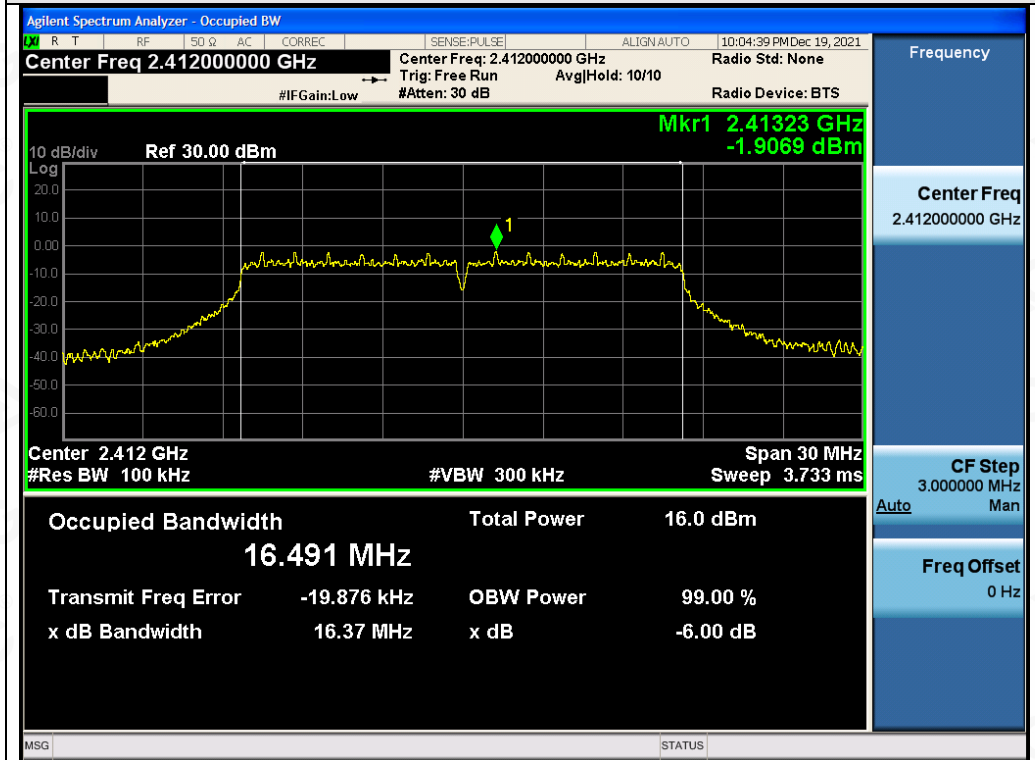 Agilent Spectrum Analyzer - Occupied BW
LXI R T RF 50 Ω AC CORREC SENSE:PULSE ALIGN AUTO 10:04:39 PM Dec 19, 2021
Center Freq 2.412000000 GHz
Center Freq: 2.412000000 GHz
Radio Std: None
Trig: Free Run Avg|Hold: 10/10
#IFGain:Low
#Atten: 30 dB
Radio Device: BTS
Frequency
Mkr1 2.41323 GHz
-1.9069 dBm
10 dB/div Ref 30.00 dBm
Log
20.0
10.0
0.00
-10.0
-20.0
-30.0
-40.0
-50.0
-60.0
1
Center 2.412 GHz
Span 30 MHz
#Res BW 100 kHz
#VBW 300 kHz
Sweep 3.733 ms
Center Freq
2.412000000 GHz
CF Step
3.000000 MHz
Auto Man
Freq Offset
0 Hz
Occupied Bandwidth
Total Power 16.0 dBm
16.491 MHz
Transmit Freq Error -19.876 kHz
OBW Power 99.00 %
x dB Bandwidth 16.37 MHz
x dB -6.00 dB
MSG
STATUS